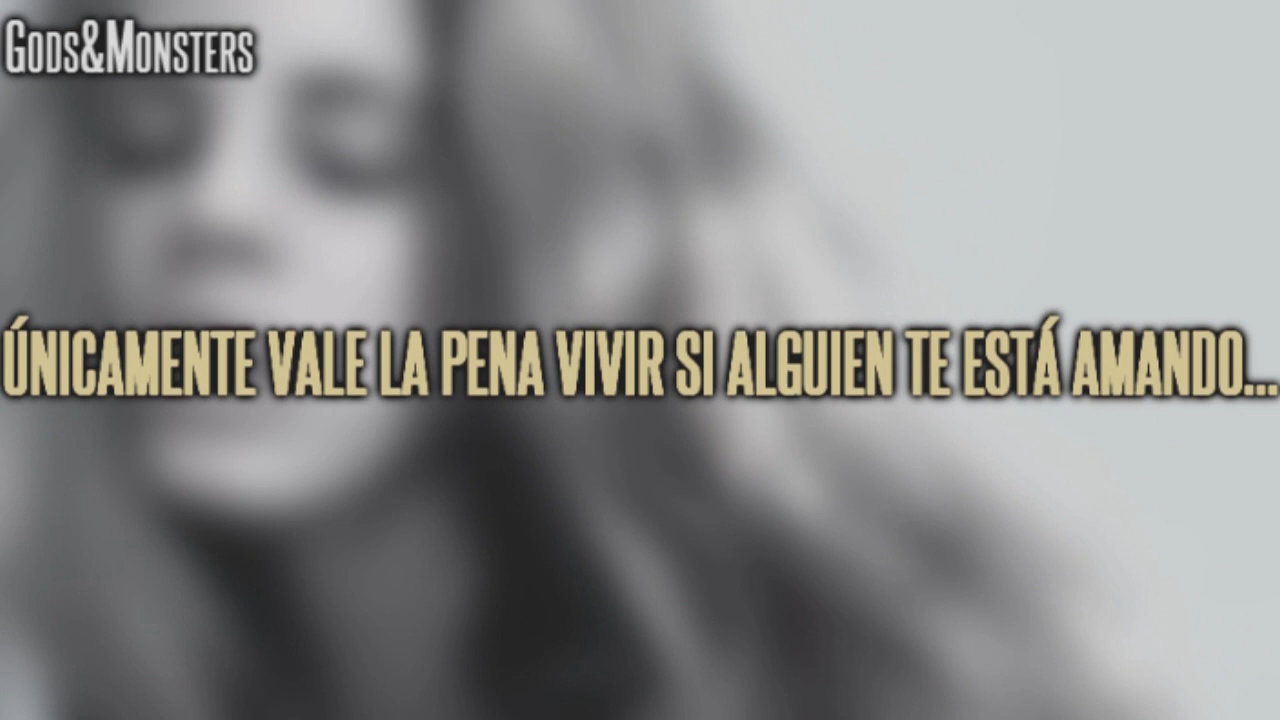 GODS&MONSTERS
ÚNICAMENTE VALE LA PENA VIVIR SI ALGUIEN TE ESTÁ AMANDO...